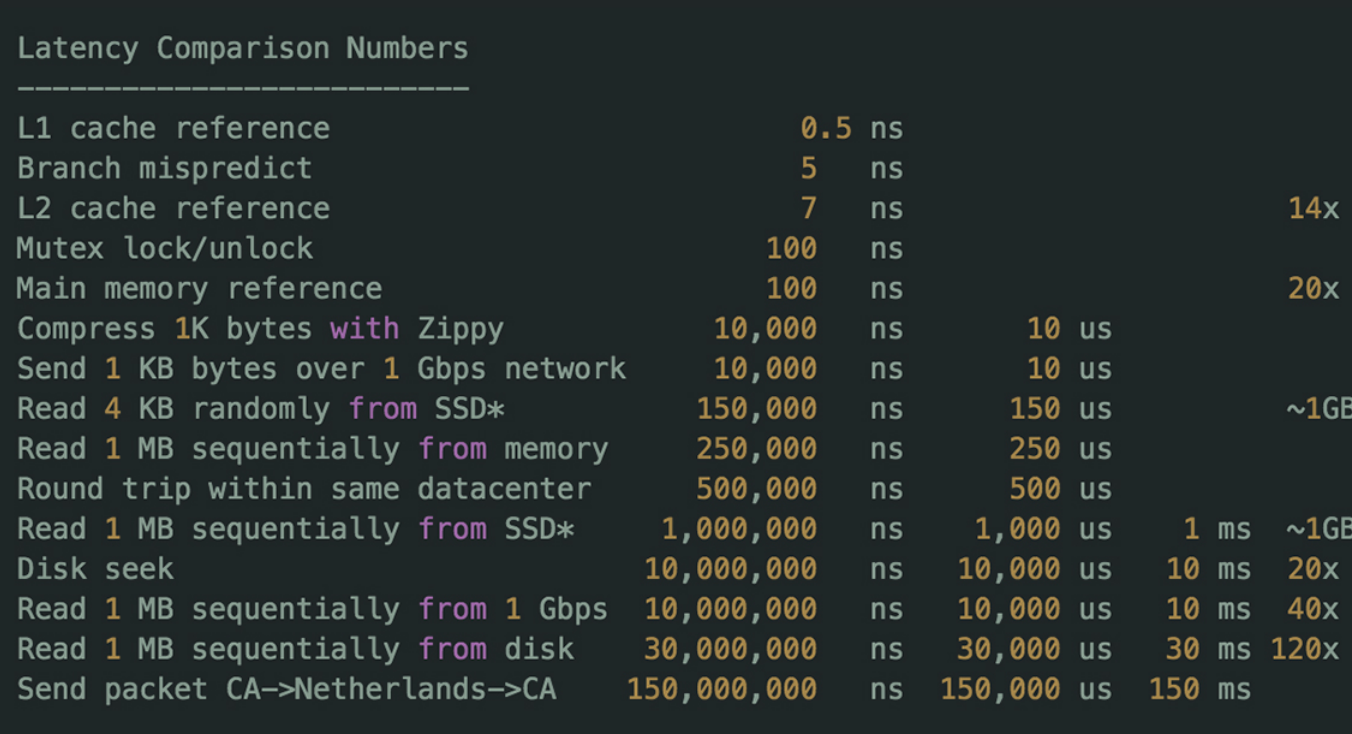 Latency Comparison Numbers
--------------------------
L1 cache reference 0.5 ns
Branch mispredict 5 ns
L2 cache reference 7 ns 14x
Mutex lock/unlock 100 ns
Main memory reference 100 ns 20x
Compress 1K bytes with Zippy 10,000 ns 10 us
Send 1 KB bytes over 1 Gbps network 10,000 ns 10 us
Read 4 KB randomly from SSD* 150,000 ns 150 us ~1GB
Read 1 MB sequentially from memory 250,000 ns 250 us
Round trip within same datacenter 500,000 ns 500 us
Read 1 MB sequentially from SSD* 1,000,000 ns 1,000 us 1 ms ~1GB
Disk seek 10,000,000 ns 10,000 us 10 ms 20x
Read 1 MB sequentially from 1 Gbps 10,000,000 ns 10,000 us 10 ms 40x
Read 1 MB sequentially from disk 30,000,000 ns 30,000 us 30 ms 120x
Send packet CA->Netherlands->CA 150,000,000 ns 150,000 us 150 ms